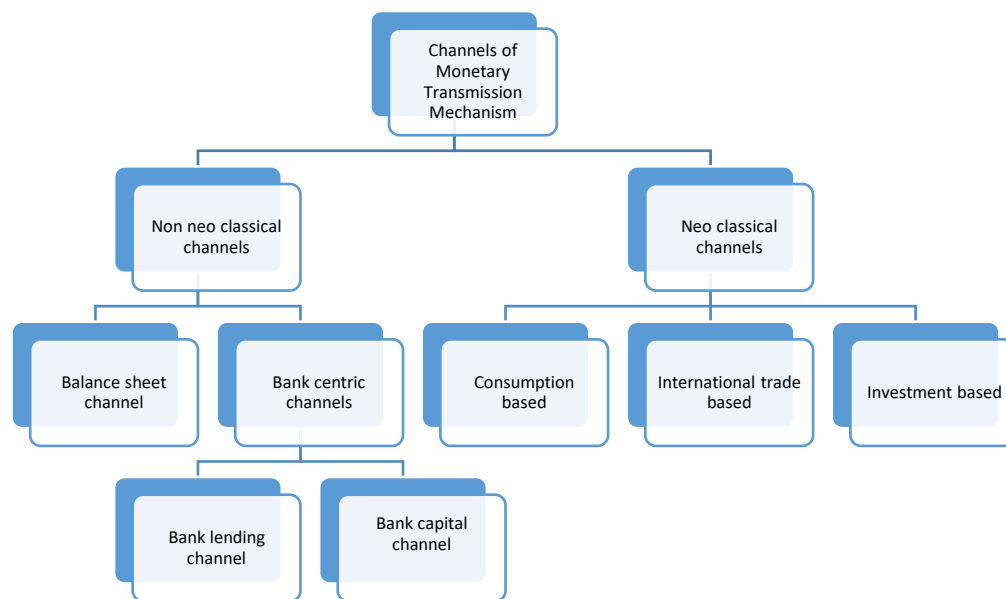 Channels of
Monetary
Transmission
Mechanism
Non neo classical
channels
Neo classical
channels
Balance sheet
channel
Bank centric
channels
Consumption
based
International trade
based
Investment based
Bank lending
channel
Bank capital
channel